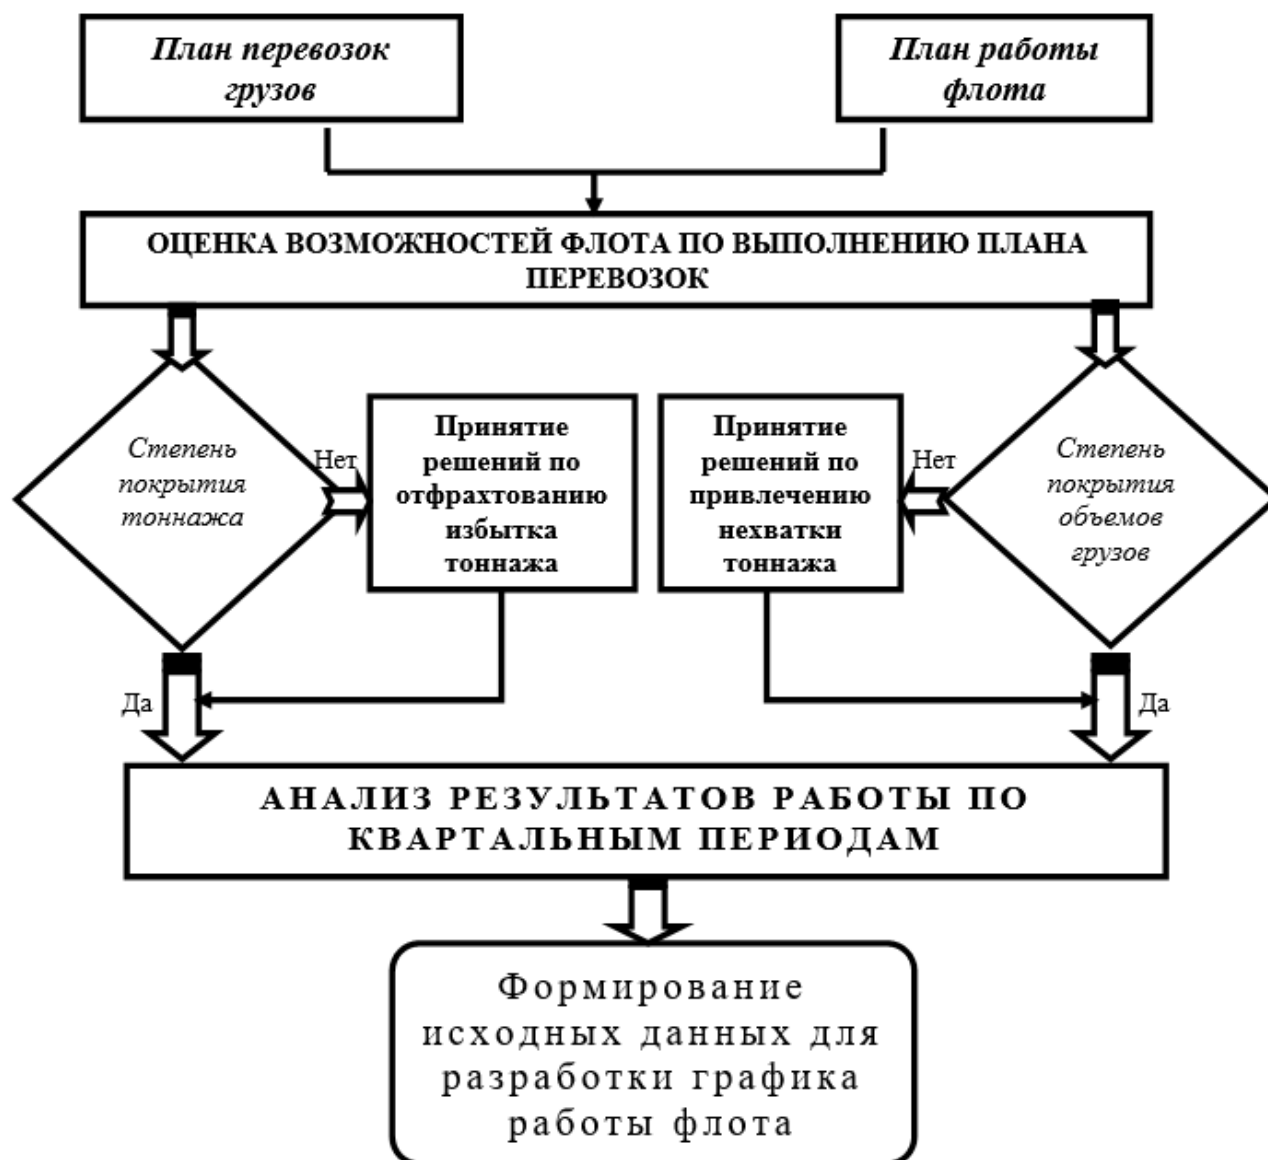 План перевозок
грузов
План работы
флота
ОЦЕНКА ВОЗМОЖНОСТЕЙ ФЛОТА ПО ВЫПОЛНЕНИЮ ПЛАНА
ПЕРЕВОЗОК
Степень
покрытия
тоннажа
Нет
Принятие
решений по
отфрахтованию
избытка
тоннажа
Принятие
решений по
привлечению
нехватки
тоннажа
Нет
Степень
покрытия
объемов
грузов
Да
Да
АНАЛИЗ РЕЗУЛЬТАТОВ РАБОТЫ ПО
КВАРТАЛЬНЫМ ПЕРИОДАМ
Формирование
исходных данных для
разработки графика
работы флота